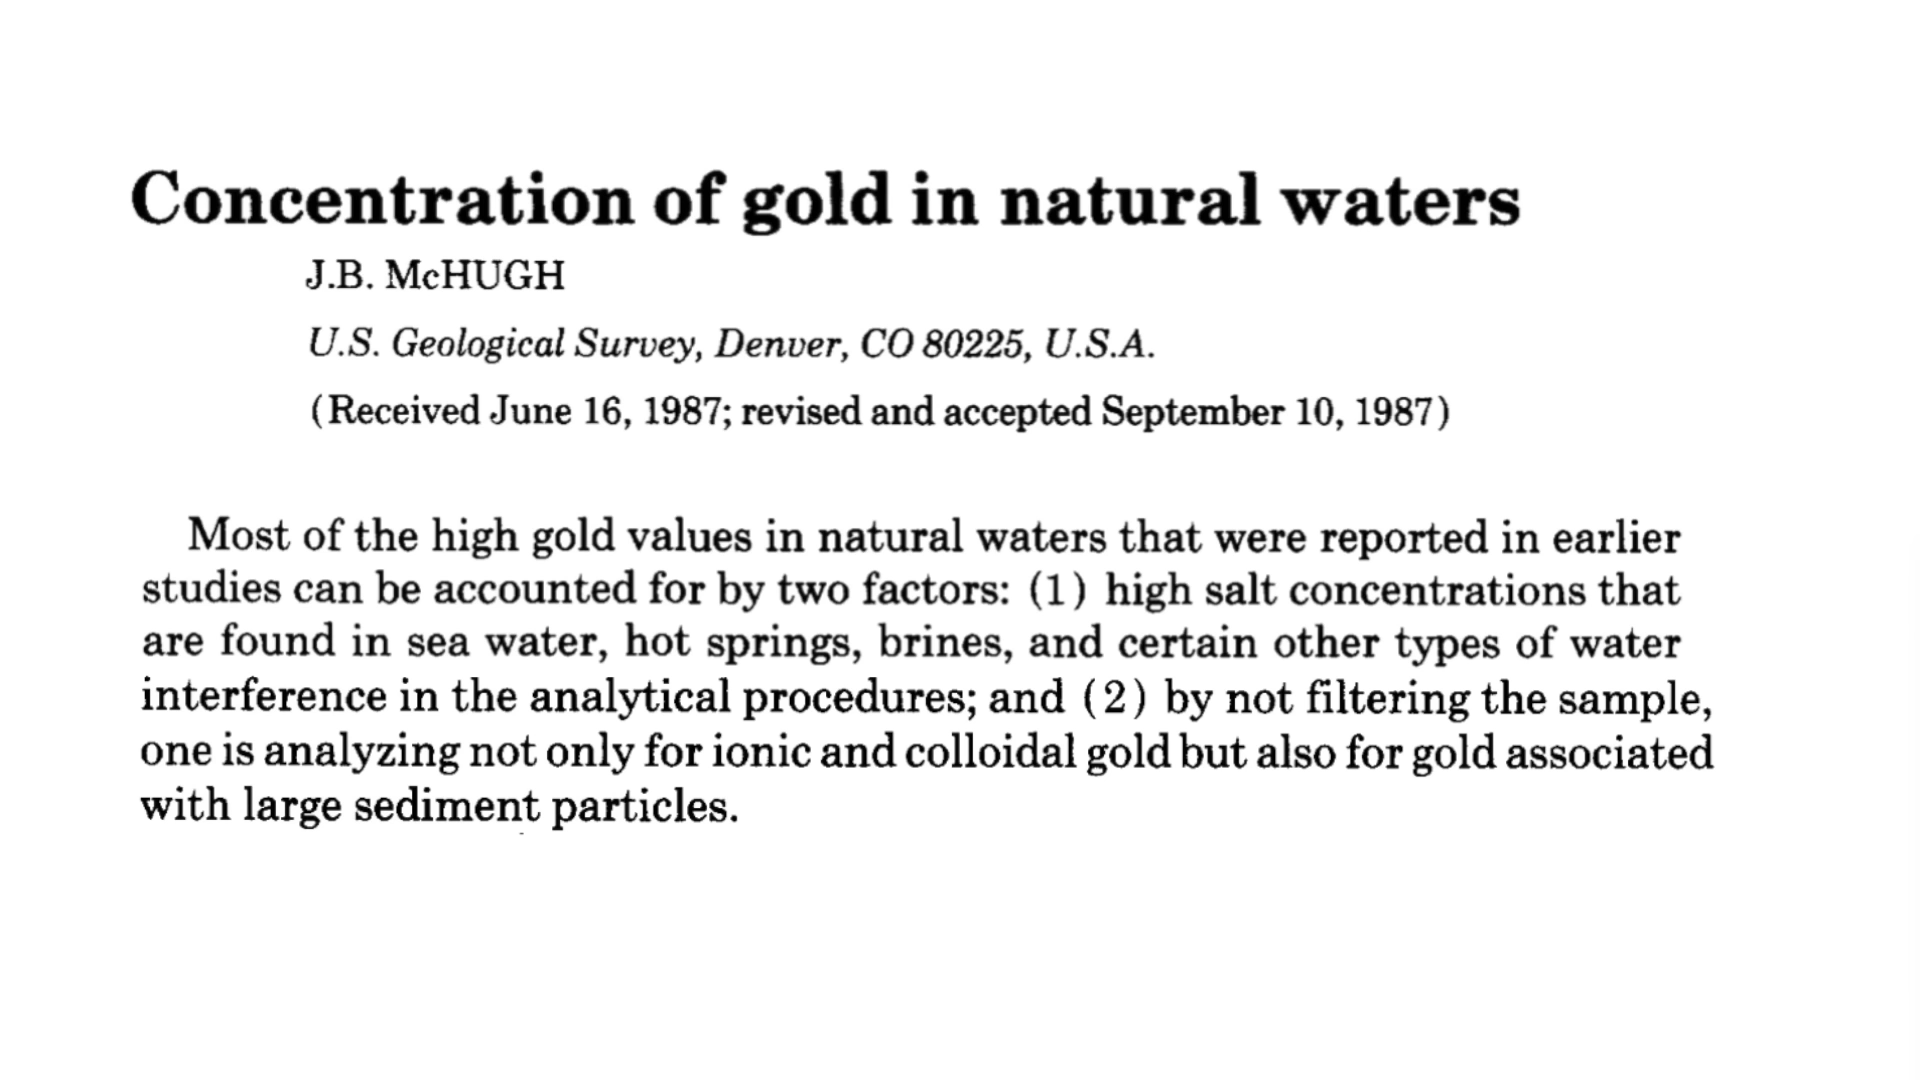 Concentration of gold in natural waters
J.B. McHUGH
U.S. Geological Survey, Denver, CO 80225, U.S.A.
(Received June 16, 1987; revised and accepted September 10, 1987)
Most of the high gold values in natural waters that were reported in earlier
studies can be accounted for by two factors: (1) high salt concentrations that
are found in sea water, hot springs, brines, and certain other types of water
interference in the analytical procedures; and (2) by not filtering the sample,
one is analyzing not only for ionic and colloidal gold but also for gold associated
with large sediment particles.